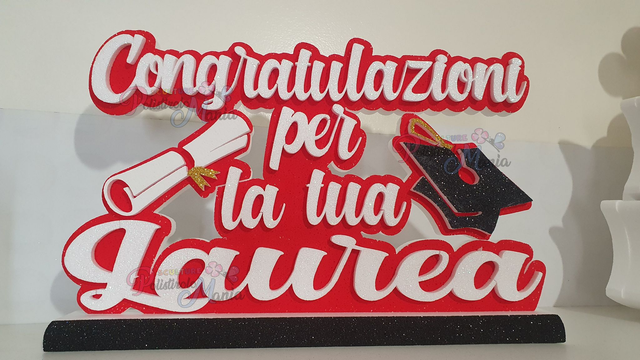 Congratulazioni
per
la tua
Laurea